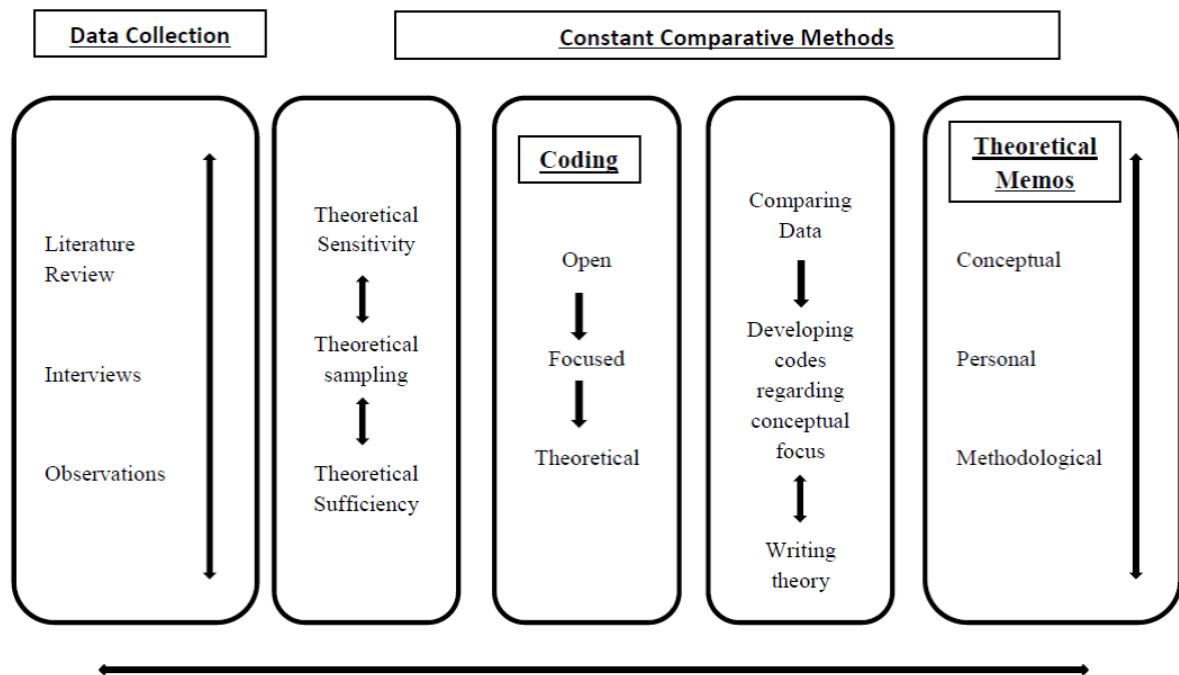 Data Collection
Constant Comparative Methods
Literature
Review
Interviews
Observations
Theoretical
Sensitivity
Theoretical
sampling
Theoretical
Sufficiency
Coding
Open
Focused
Theoretical
Comparing
Data
Developing
codes
regarding
conceptual
focus
Writing
theory
Theoretical
Memos
Conceptual
Personal
Methodological